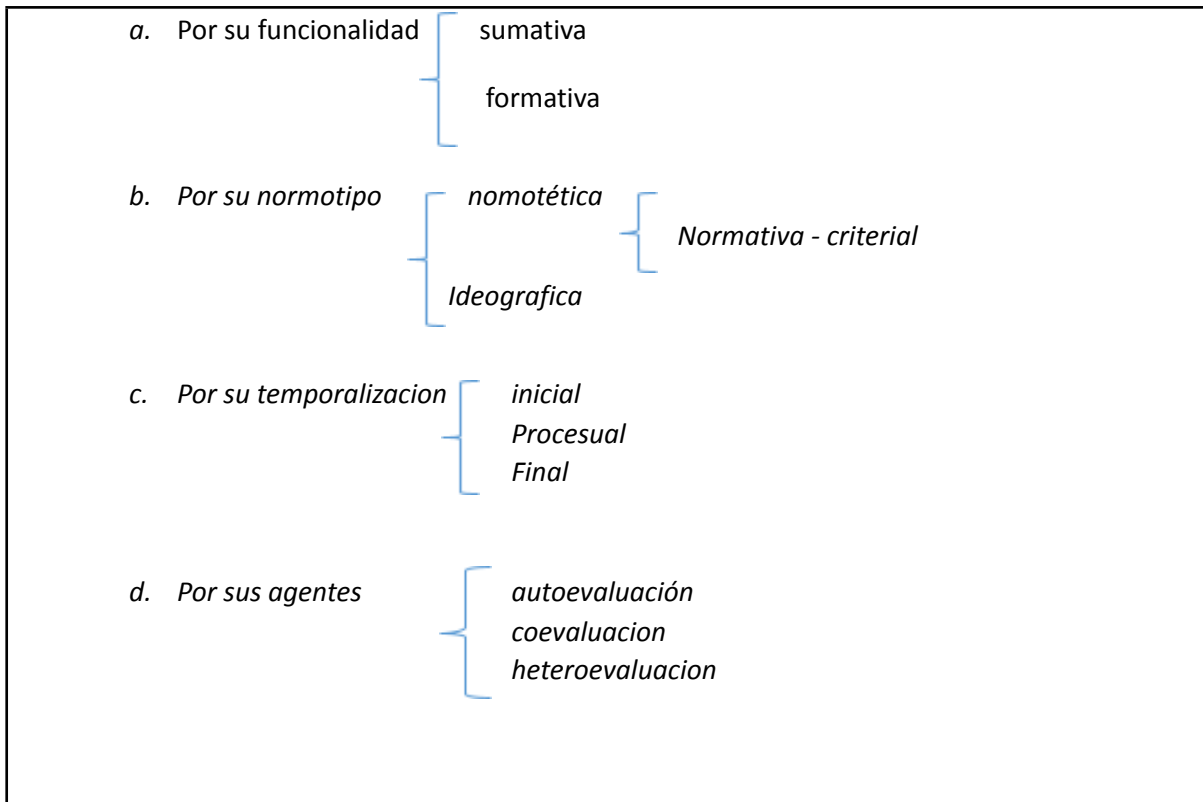 a. Por su funcionalidad sumativa
formativa
b. Por su normotipo nomotética
Normativa - criterial
Ideografica
c. Por su temporalizacion inicial
Procesual
Final
d. Por sus agentes autoevaluación
coevaluacion
heteroevaluacion